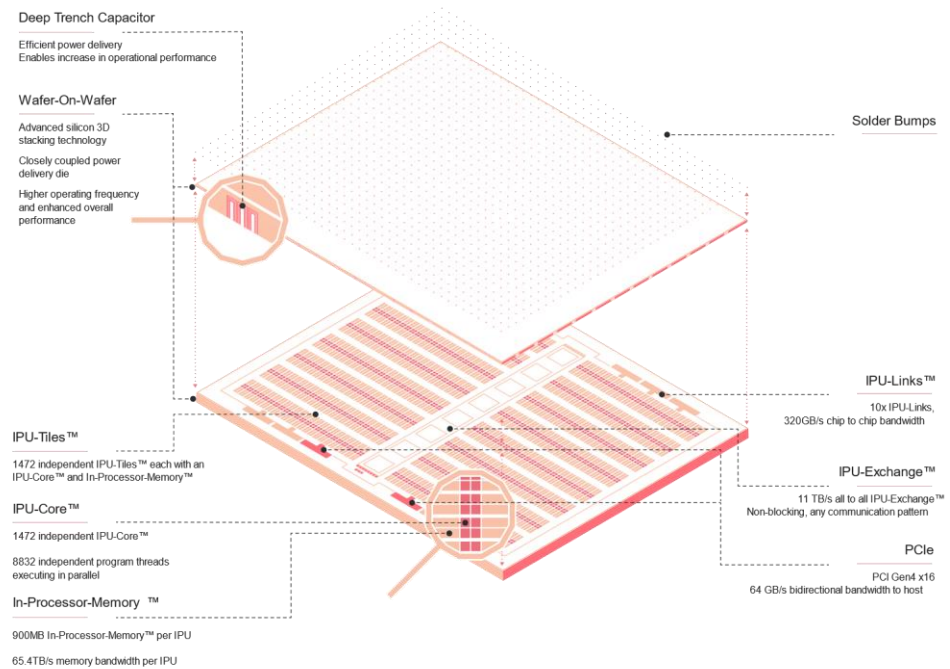 Deep Trench Capacitor
Efficient power delivery
Enables increase in operational performance
Wafer-On-Wafer
Advanced silicon 3D
stacking technology
Closely coupled power
delivery die
Higher operating frequency
and enhanced overall
performance
Solder Bumps
IPU-Links™
10x IPU-Links,
320GB/s chip to chip bandwidth
IPU-Tiles™
1472 independent IPU-Tiles™ each with an
IPU-Core™ and In-Processor-Memory™
IPU-Exchange™
11 TB/s all to all IPU-Exchange™
Non-blocking, any communication pattern
IPU-Core™
1472 independent IPU-Core™
8832 independent program threads
executing in parallel
PCIe
PCI Gen4 x16
64 GB/s bidirectional bandwidth to host
In-Processor-Memory ™
900MB In-Processor-Memory™ per IPU
65.4TB/s memory bandwidth per IPU